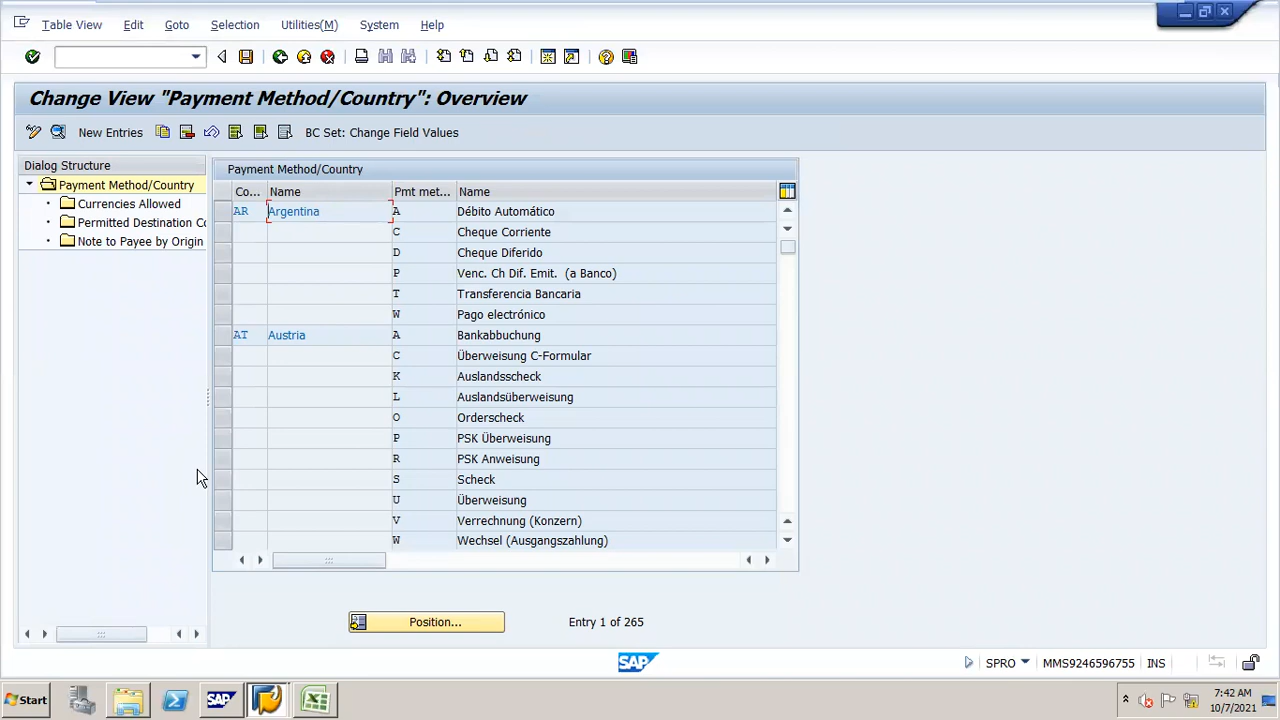 Table View Edit Goto Selection Utilities(M) System Help
Change View "Payment Method/Country": Overview
New Entries BC Set: Change Field Values
Dialog Structure
Payment Method/Country
Currencies Allowed
Permitted Destination Co
Note to Payee by Origin
Payment Method/Country
Co... Name Pmt met... Name
AR Argentina A Débito Automático
C Cheque Corriente
D Cheque Diferido
P Venc. Ch Dif. Emit. (a Banco)
T Transferencia Bancaria
W Pago electrónico
AT Austria A Bankabbuchung
C Überweisung C-Formular
K Auslandsscheck
L Auslandsüberweisung
O Orderscheck
P PSK Überweisung
R PSK Anweisung
S Scheck
U Überweisung
V Verrechnung (Konzern)
W Wechsel (Ausgangszahlung)
Position... Entry 1 of 265
SAP SPRO MMS9246596755 INS
Start SAP 7:42 AM
10/7/2021